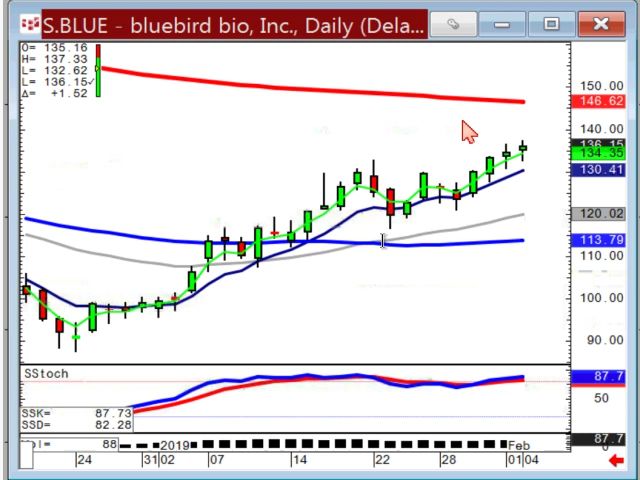 S.BLUE - bluebird bio, Inc., Daily (Dela...
O= 135.16
H= 137.33
L= 132.62
L= 136.15✓
Δ= +1.52
150.00
146.62
140.00
136.15
134.35
130.41
120.02
113.79
110.00
100.00
90.00
SStoch
87.7
50
SSK= 87.73
SSD= 82.28
88
2019
Feb
87.7
0
24 31 02 07 14 22 28 01 04